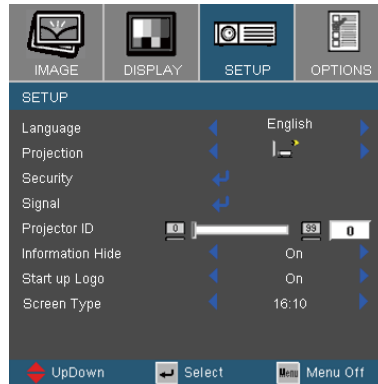 IMAGE DISPLAY SETUP OPTIONS
SETUP
Language English
Projection
Security
Signal
Projector ID 0 99 0
Information Hide On
Start up Logo On
Screen Type 16:10
UpDown Select Menu Menu Off